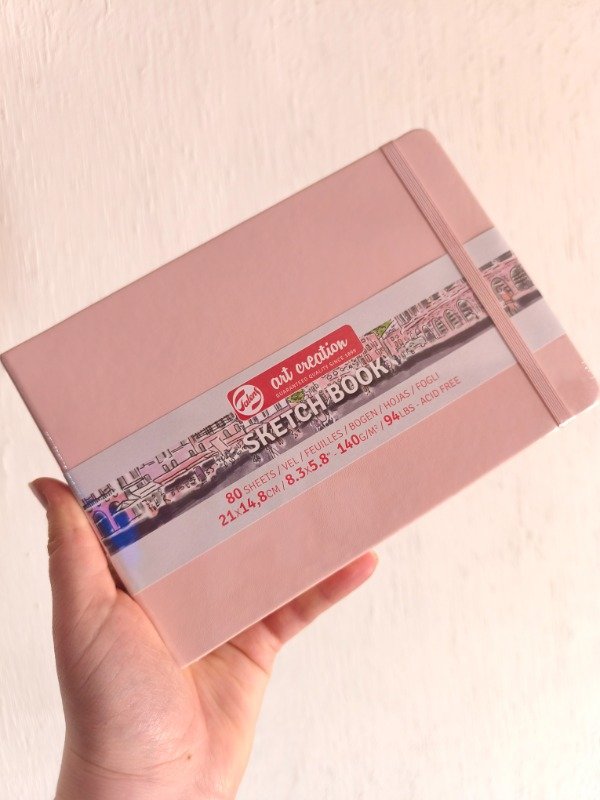 Talens
art creation
GUARANTEED QUALITY SINCE 1899
SKETCH BOOK
80 SHEETS / VEL / FEUILLES / BOGEN / HOJAS / FOGLI
21x14,8CM / 8.3x5.8" - 140G/M² / 94LBS - ACID FREE